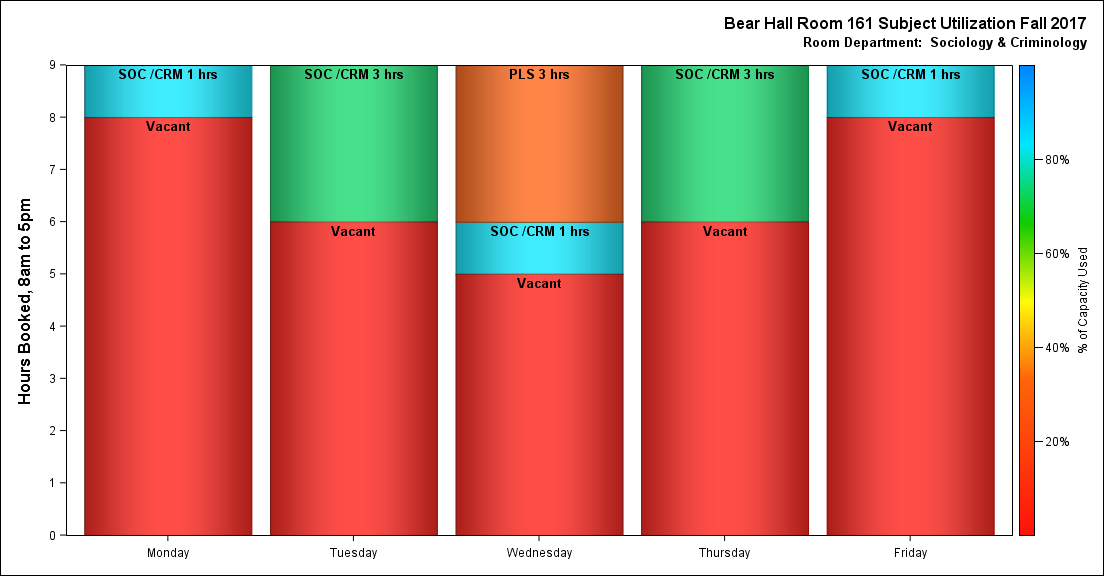 Bear Hall Room 161 Subject Utilization Fall 2017
Room Department:  Sociology & Criminology
Hours Booked, 8am to 5pm
9
8
7
6
5
4
3
2
1
0
SOC /CRM 1 hrs
Vacant
SOC /CRM 3 hrs
Vacant
PLS 3 hrs
SOC /CRM 1 hrs
Vacant
SOC /CRM 3 hrs
Vacant
SOC /CRM 1 hrs
Vacant
Monday
Tuesday
Wednesday
Thursday
Friday
80%
60%
40%
20%
% of Capacity Used